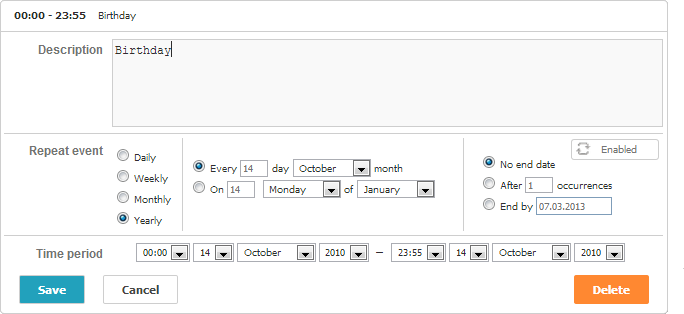 00:00 - 23:55 Birthday
Description Birthday
Repeat event
Enabled
Daily
Weekly
Monthly
Yearly
Every 14 day October month
On 14 Monday of January
No end date
After 1 occurrences
End by 07.03.2013
Time period 00:00 14 October 2010 – 23:55 14 October 2010
Save Cancel Delete